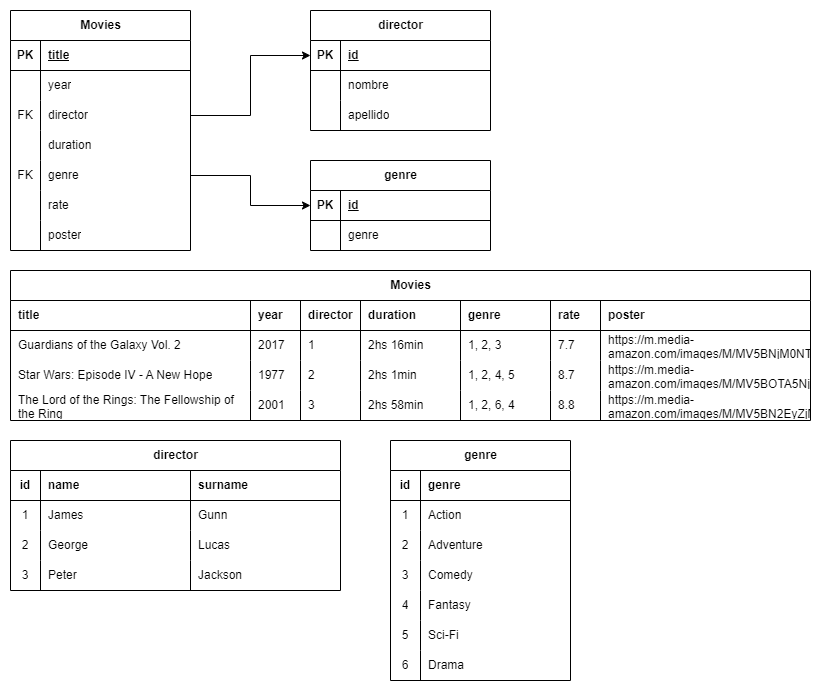 Movies
PK title
year
FK director
duration
FK genre
rate
poster
director
PK id
nombre
apellido
genre
PK id
genre
Movies
title year director duration genre rate poster
Guardians of the Galaxy Vol. 2 2017 1 2hs 16min 1, 2, 3 7.7 https://m.media-
amazon.com/images/M/MV5BNjM0NT
Star Wars: Episode IV - A New Hope 1977 2 2hs 1min 1, 2, 4, 5 8.7 https://m.media-
amazon.com/images/M/MV5BOTA5Nj
The Lord of the Rings: The Fellowship of
the Ring 2001 3 2hs 58min 1, 2, 6, 4 8.8 https://m.media-
amazon.com/images/M/MV5BN2EyZj
director
id name surname
1 James Gunn
2 George Lucas
3 Peter Jackson
genre
id genre
1 Action
2 Adventure
3 Comedy
4 Fantasy
5 Sci-Fi
6 Drama